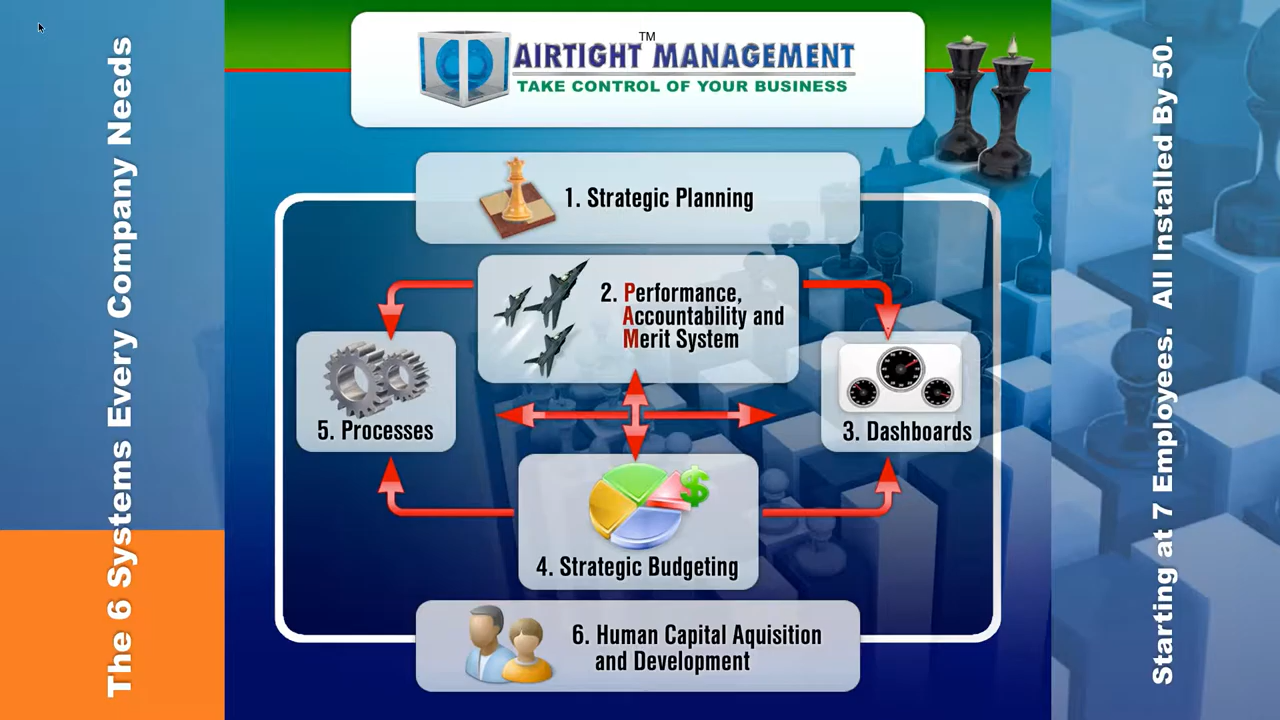 The 6 Systems Every Company Needs
TM
AIRTIGHT MANAGEMENT
TAKE CONTROL OF YOUR BUSINESS
1. Strategic Planning
2. Performance,
Accountability and
Merit System
5. Processes
3. Dashboards
4. Strategic Budgeting
6. Human Capital Aquisition
and Development
Starting at 7 Employees. All Installed By 50.